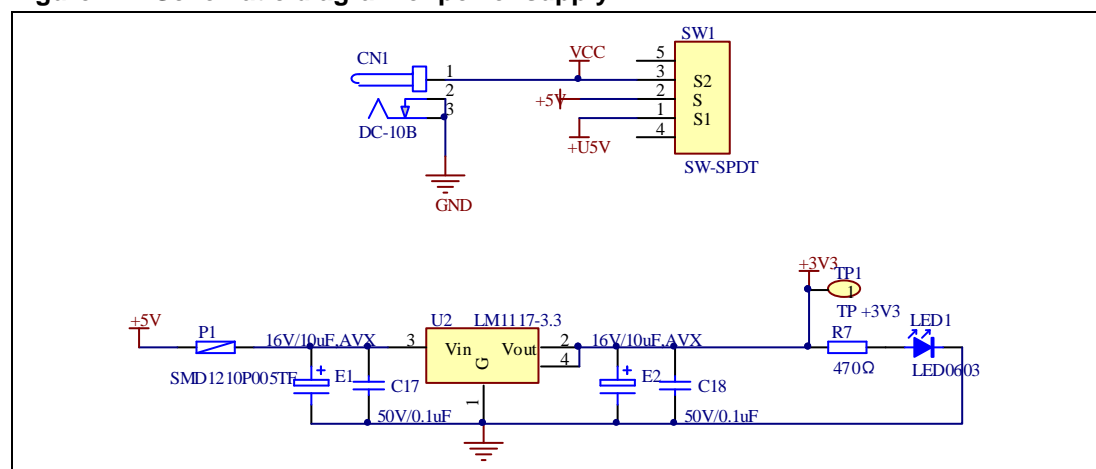 CN1
1
2
3
DC-10B
GND
VCC
+5V
+U5V
SW1
5
3
2
1
4
S2
S
S1
SW-SPDT
+5V
P1
SMD1210P005TF
16V/10uF,AVX
+
E1
C17
50V/0.1uF
U2
LM1117-3.3
3
Vin
Vout
G
2
4
1
16V/10uF,AVX
+
E2
C18
50V/0.1uF
+3V3
TP1
1
TP +3V3
R7
470Ω
LED1
LED0603